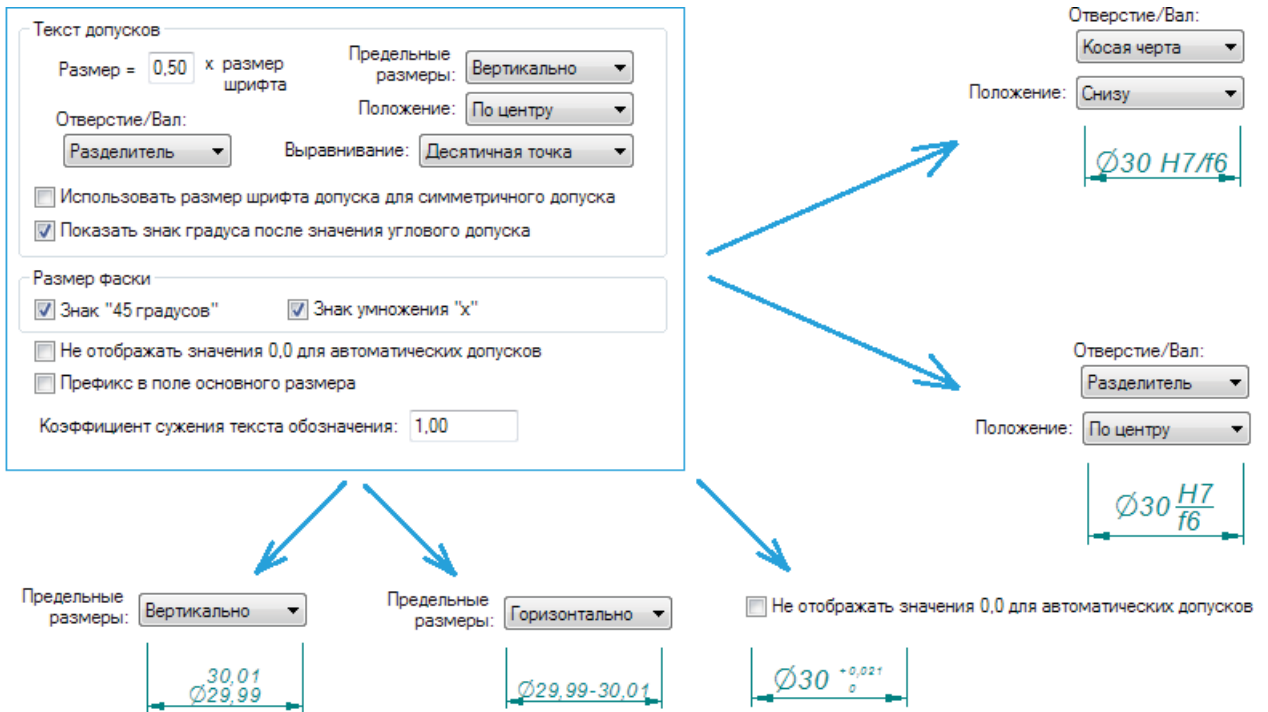 Текст допусков
Размер = 0,50 x размер шрифта
Предельные размеры: Вертикально
Положение: По центру
Отверстие/Вал:
Разделитель
Выравнивание: Десятичная точка
Использовать размер шрифта допуска для симметричного допуска
Показать знак градуса после значения углового допуска
Размер фаски
Знак "45 градусов"
Знак умножения "x"
Не отображать значения 0,0 для автоматических допусков
Префикс в поле основного размера
Коэффициент сужения текста обозначения: 1,00
Отверстие/Вал:
Косая черта
Положение: Снизу
∅30 H7/f6
Отверстие/Вал:
Разделитель
Положение: По центру
∅30 H7
f6
Предельные
размеры: Вертикально
30,01
∅29,99
Предельные
размеры: Горизонтально
∅29,99-30,01
Не отображать значения 0,0 для автоматических допусков
∅30 +0,021
0